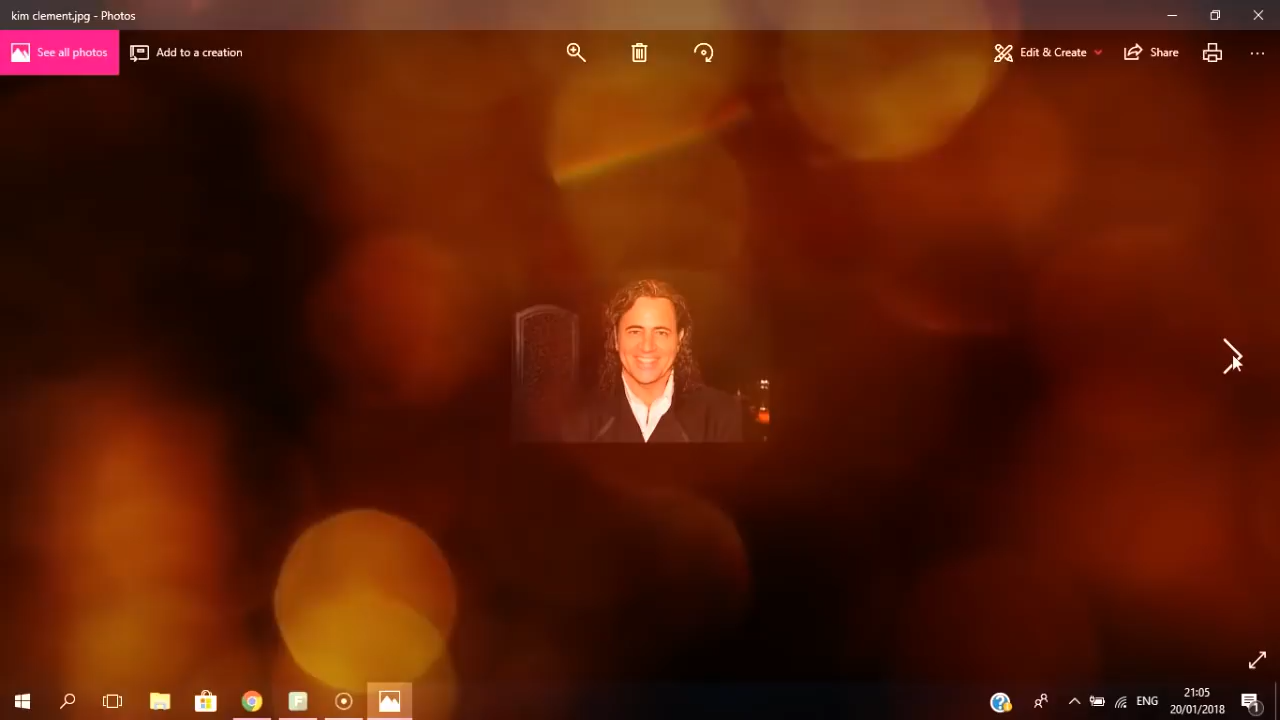 kim clement.jpg - Photos
See all photos
Add to a creation
Edit & Create
Share
ENG
21:05
20/01/2018
1